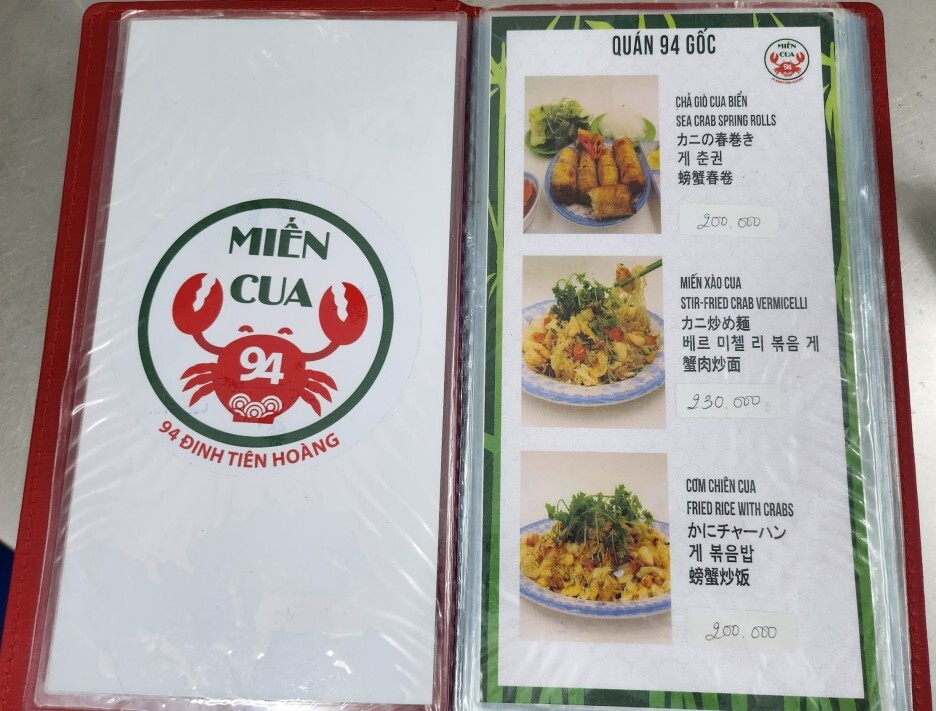 MIẾN
CUA
94
94 ĐINH TIÊN HOÀNG
QUÁN 94 GỐC
MIẾN
CUA
94
CHẢ GIÒ CUA BIỂN
SEA CRAB SPRING ROLLS
カニの春巻き
게 춘권
螃蟹春卷
200.000
MIẾN XÀO CUA
STIR-FRIED CRAB VERMICELLI
カニ炒め麺
베르 미첼 리 볶음 게
蟹肉炒面
230.000
CƠM CHIÊN CUA
FRIED RICE WITH CRABS
かにチャーハン
게 볶음밥
螃蟹炒饭
200.000